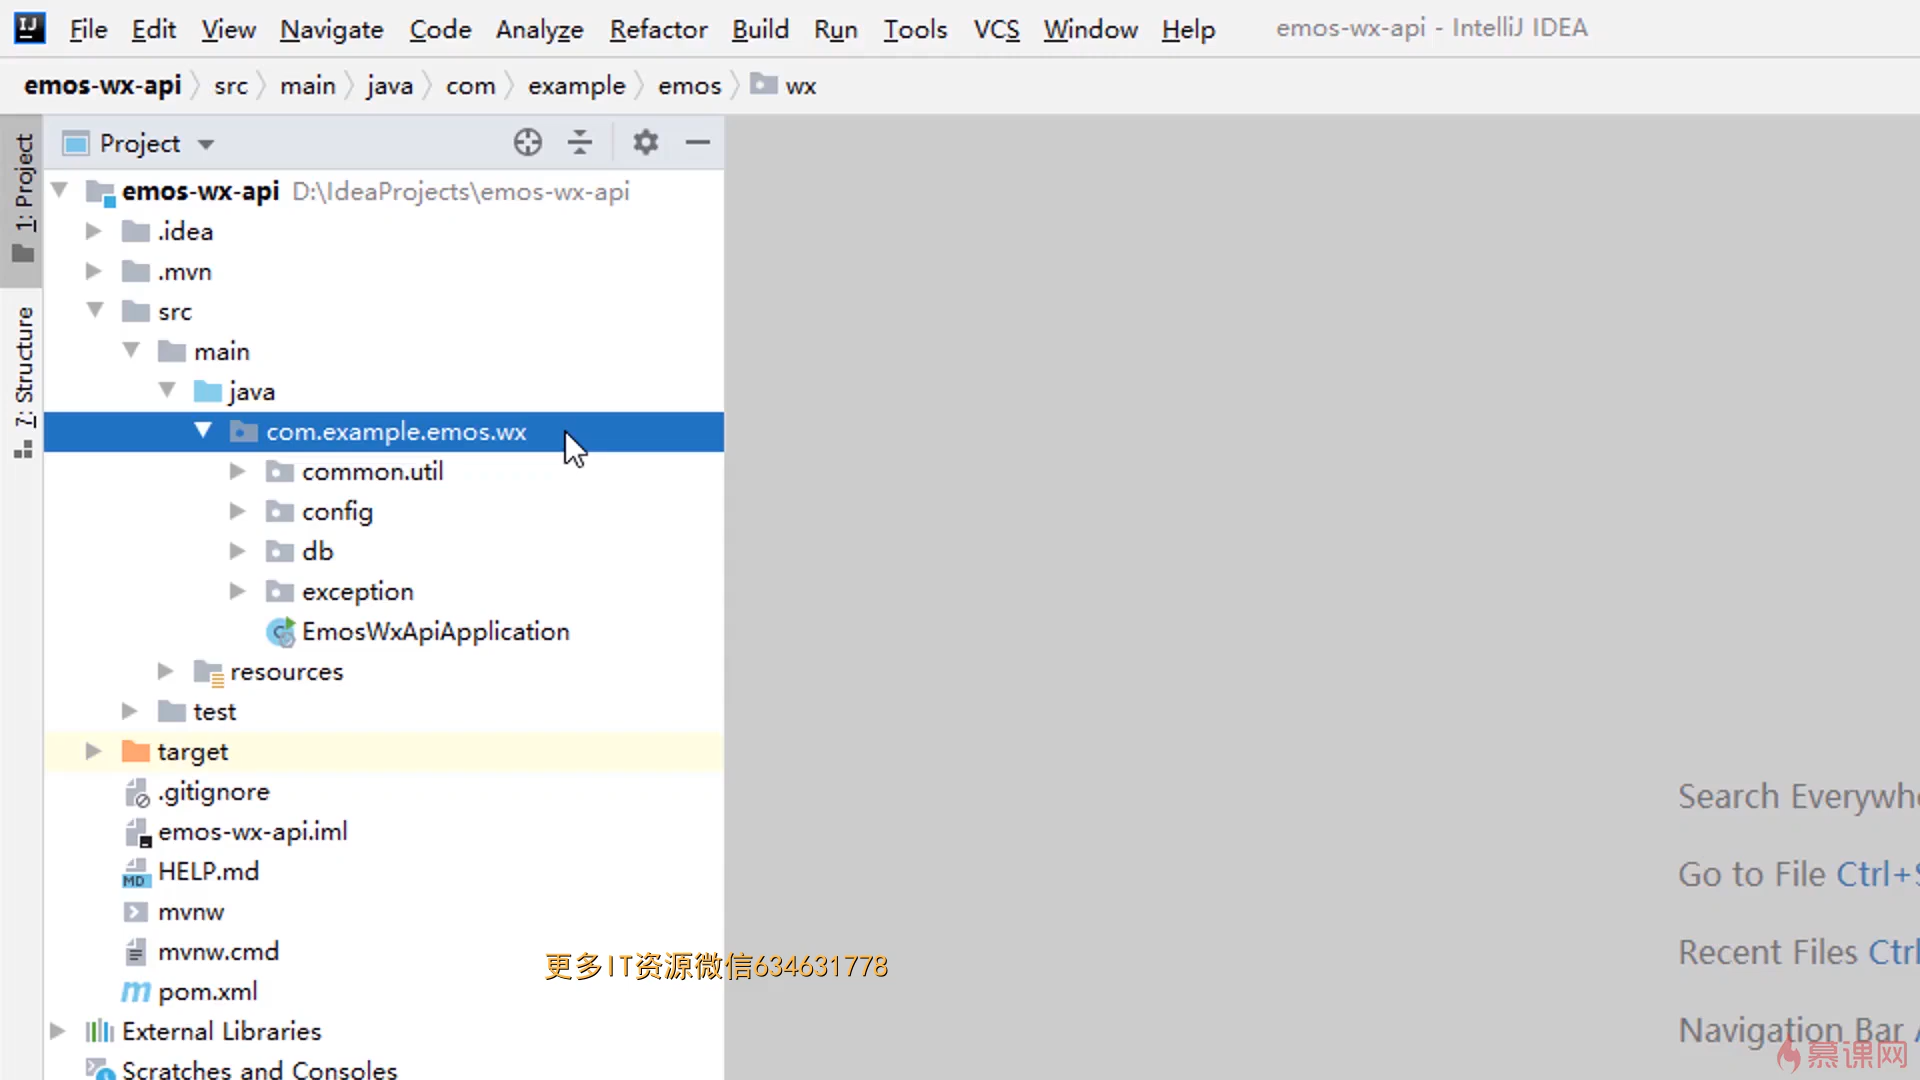 File Edit View Navigate Code Analyze Refactor Build Run Tools VCS Window Help emos-wx-api - IntelliJ IDEA
emos-wx-api src main java com example emos wx
1: Project
7: Structure
Project
emos-wx-api D:\IdeaProjects\emos-wx-api
.idea
.mvn
src
main
java
com.example.emos.wx
common.util
config
db
exception
EmosWxApiApplication
resources
test
target
.gitignore
emos-wx-api.iml
HELP.md
mvnw
mvnw.cmd
pom.xml
External Libraries
Scratches and Consoles
Search Everywhe
Go to File Ctrl+S
Recent Files Ctrl
Navigation Bar A
更多IT资源微信634631778
慕课网